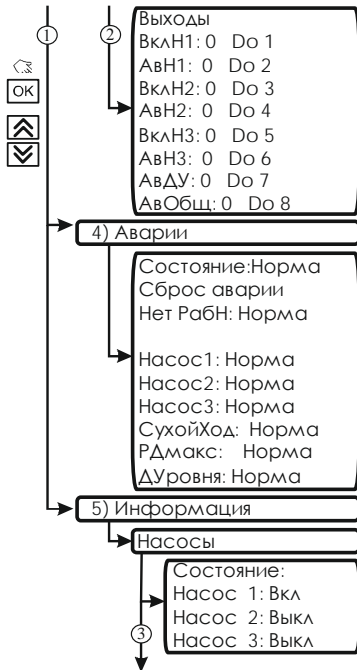 1
2
OK
Выходы
ВклН1: 0 Do 1
АвН1: 0 Do 2
ВклН2: 0 Do 3
АвН2: 0 Do 4
ВклН3: 0 Do 5
АвН3: 0 Do 6
АвДУ: 0 Do 7
АвОбщ: 0 Do 8
4) Аварии
Состояние:Норма
Сброс аварии
Нет РабН: Норма
Насос1: Норма
Насос2: Норма
Насос3: Норма
СухойХод: Норма
РДмакс: Норма
ДУровня: Норма
5) Информация
Насосы
Состояние:
Насос 1: Вкл
Насос 2: Выкл
Насос 3: Выкл
3